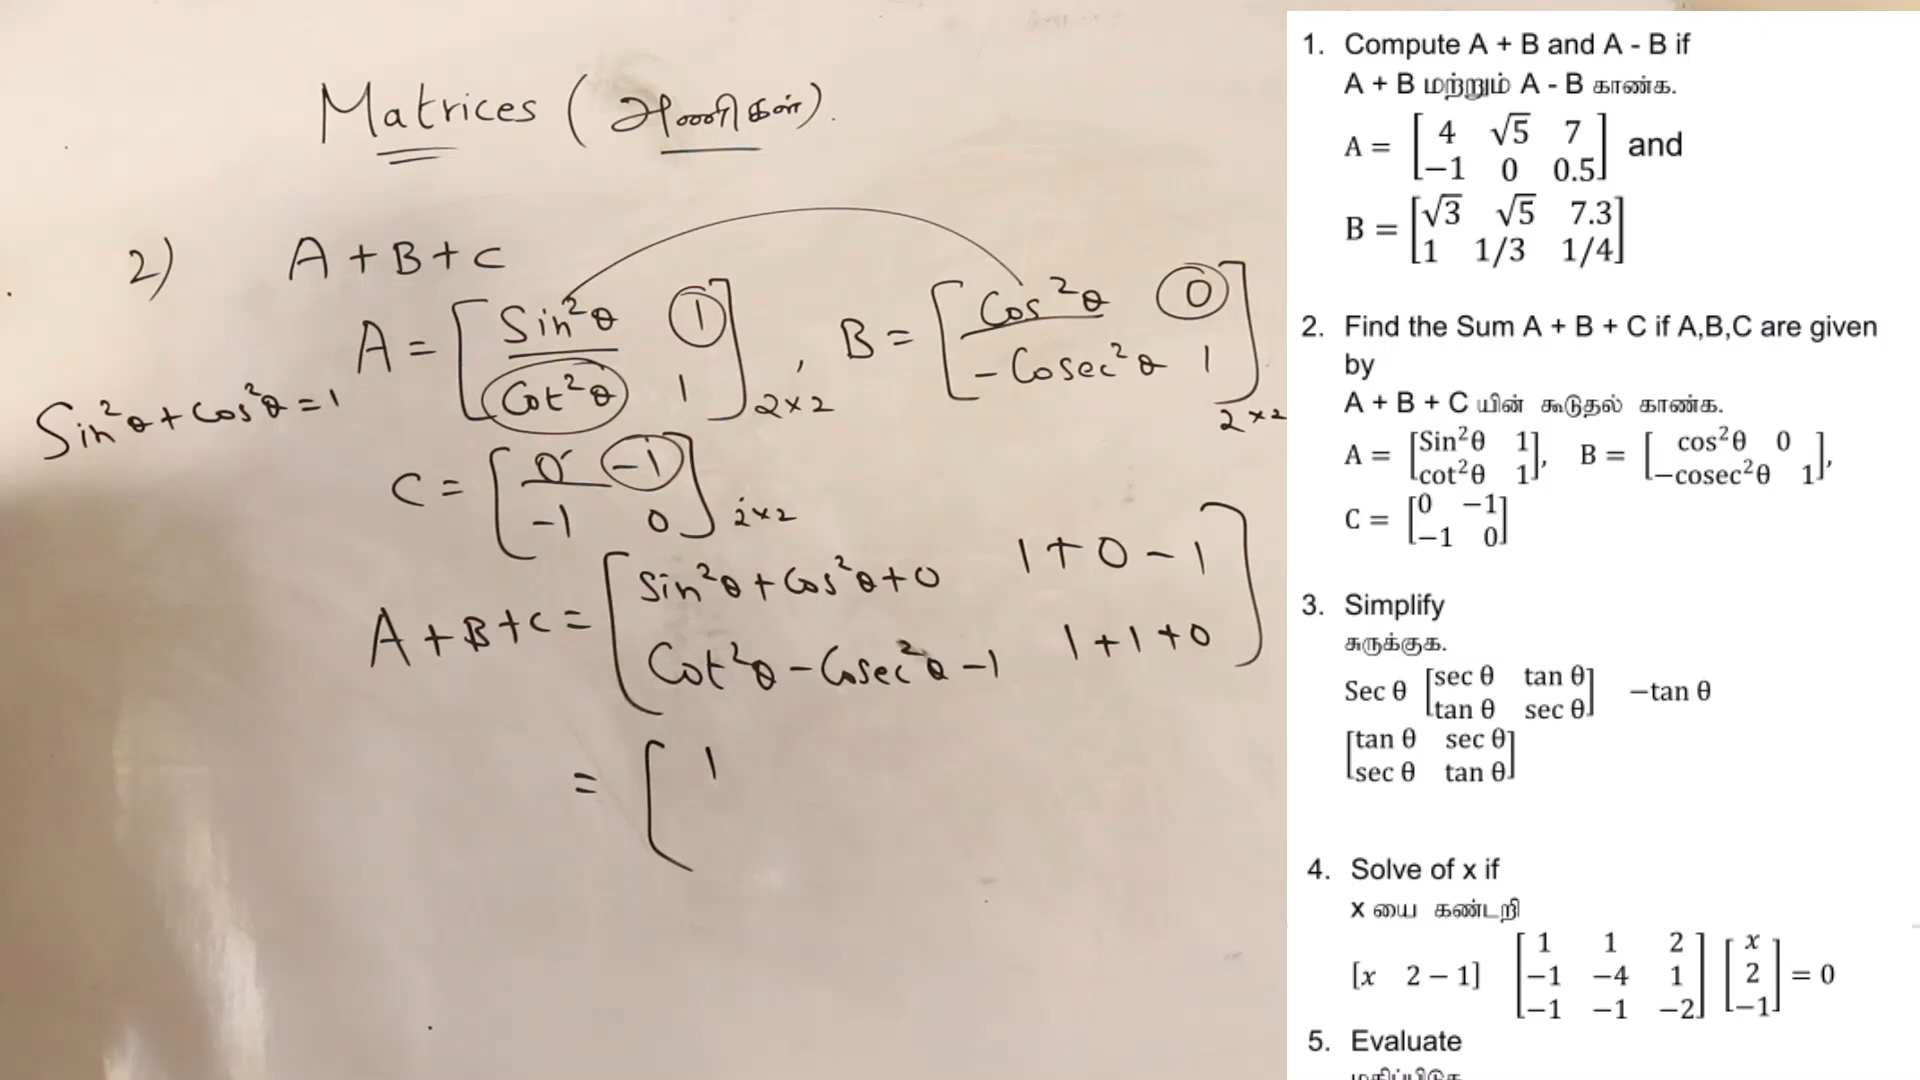 Matrices (அணிகள்).
2) A + B + C
A = [ Sin²θ 1
Cot²θ 1 ] 2×2 , B = [ Cos²θ 0
-Cosec²θ 1 ] 2×2
Sin²θ + Cos²θ = 1
C = [ 0 -1
-1 0 ] 2×2
A + B + C = [ Sin²θ + Cos²θ + 0 1 + 0 - 1
Cot²θ - Cosec²θ - 1 1 + 1 + 0 ]
= [ 1
1. Compute A + B and A - B if
A + B மற்றும் A - B காண்க.
A = [ 4 √5 7
−1 0 0.5 ] and
B = [ √3 √5 7.3
1 1/3 1/4 ]
2. Find the Sum A + B + C if A,B,C are given
by
A + B + C யின் கூடுதல் காண்க.
A = [ Sin²θ 1
cot²θ 1 ], B = [ cos²θ 0
−cosec²θ 1 ],
C = [ 0 −1
−1 0 ]
3. Simplify
சுருக்குக.
Sec θ [ sec θ tan θ
tan θ sec θ ] −tan θ
[ tan θ sec θ
sec θ tan θ ]
4. Solve of x if
x யை கண்டறி
[x 2 − 1] [ 1 1 2
−1 −4 1
−1 −1 −2 ] [ x
2
−1 ] = 0
5. Evaluate